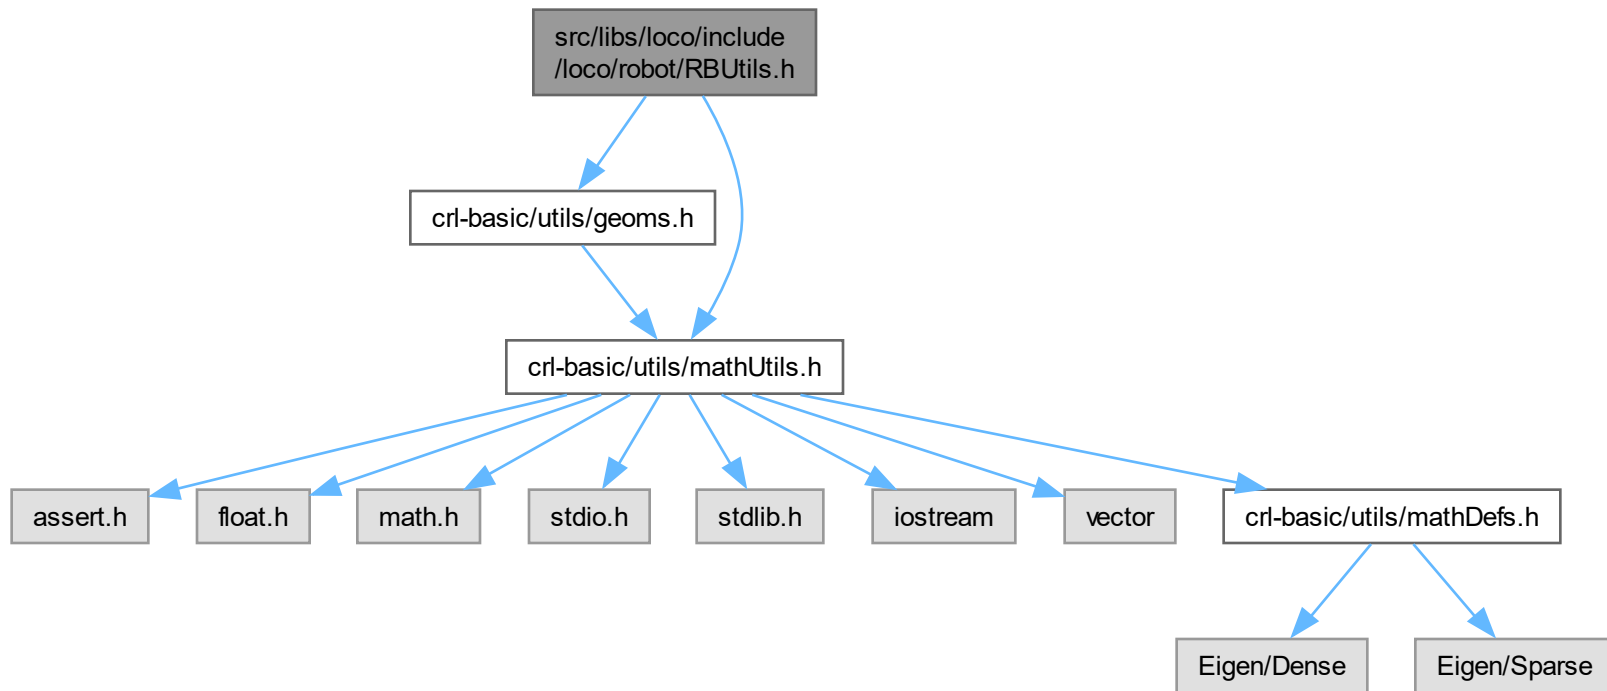 src/libs/loco/include
/loco/robot/RBUtils.h
crl-basic/utils/geoms.h
crl-basic/utils/mathUtils.h
assert.h
float.h
math.h
stdio.h
stdlib.h
iostream
vector
crl-basic/utils/mathDefs.h
Eigen/Dense
Eigen/Sparse